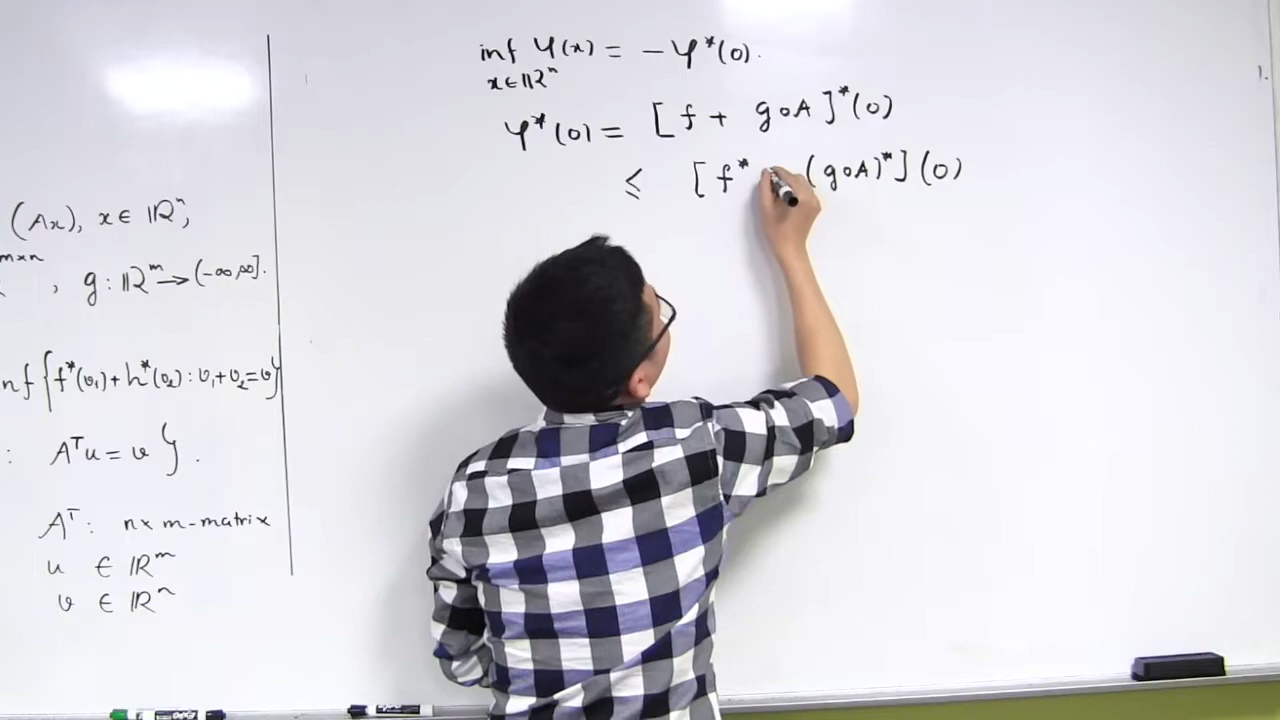 (Ax), x ∈ ℝⁿ,
m×n
, g : ℝᵐ → (-∞,∞].
nf { f*(v₁) + h*(v₂) : v₁ + v₂ = v }
: Aᵀu = v }.
Aᵀ : n×m-matrix
u ∈ ℝᵐ
v ∈ ℝⁿ
inf φ(x) = -φ*(0).
x∈ℝⁿ
φ*(0) = [f + g∘A]*(0)
≤ [f* (g∘A)*](0)